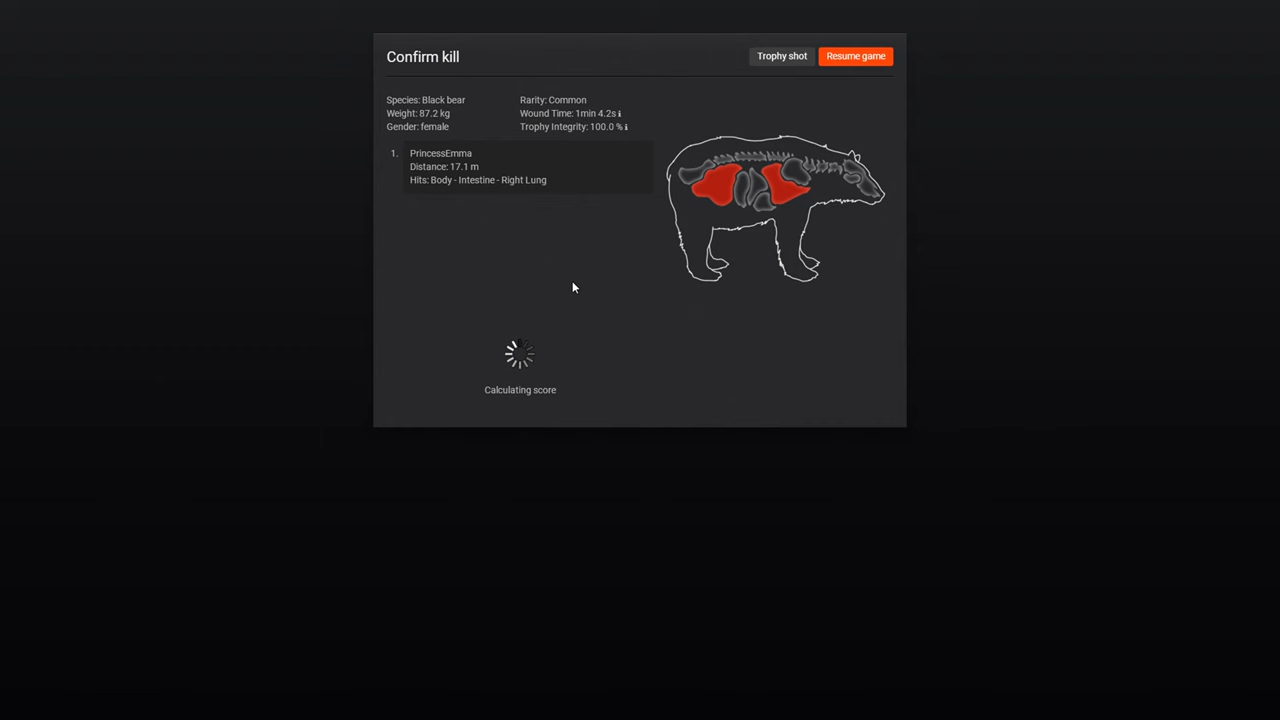 Confirm kill
Trophy shot
Resume game
Species: Black bear
Weight: 87.2 kg
Gender: female
Rarity: Common
Wound Time: 1min 4.2s
Trophy Integrity: 100.0 %
1.
PrincessEmma
Distance: 17.1 m
Hits: Body - Intestine - Right Lung
Calculating score